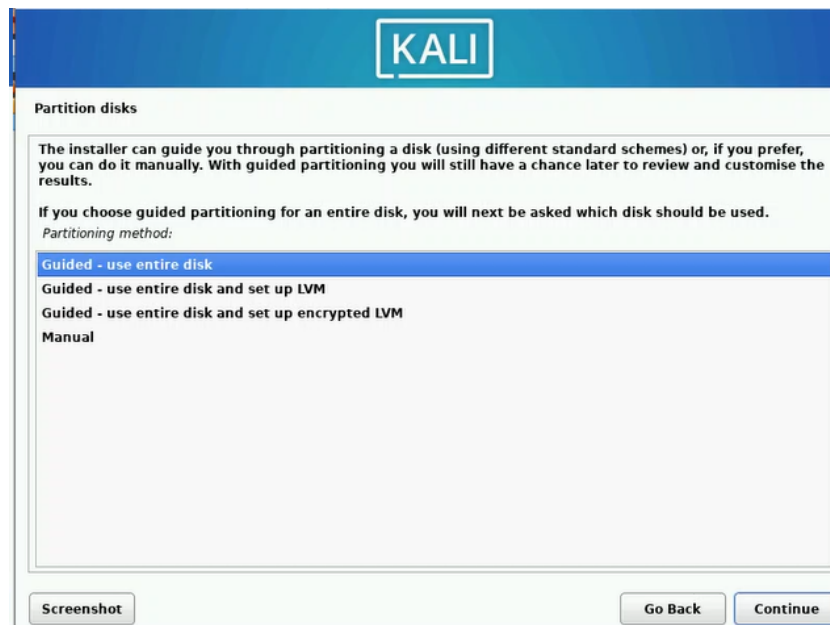 KALI
Partition disks
The installer can guide you through partitioning a disk (using different standard schemes) or, if you prefer,
you can do it manually. With guided partitioning you will still have a chance later to review and customise the
results.
If you choose guided partitioning for an entire disk, you will next be asked which disk should be used.
Partitioning method:
Guided - use entire disk
Guided - use entire disk and set up LVM
Guided - use entire disk and set up encrypted LVM
Manual
Screenshot
Go Back
Continue